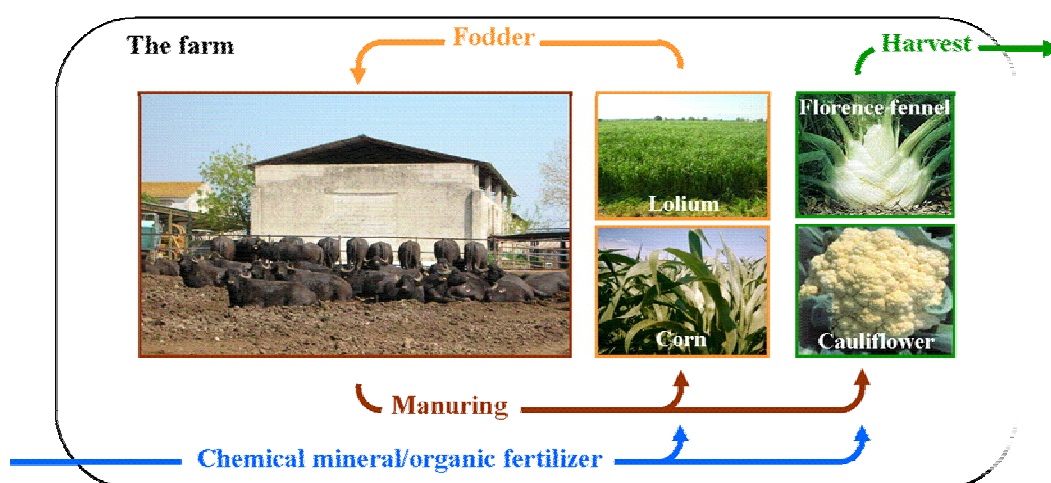 The farm
Fodder
Harvest
Florence fennel
Lolium
Corn
Cauliflower
Manuring
Chemical mineral/organic fertilizer